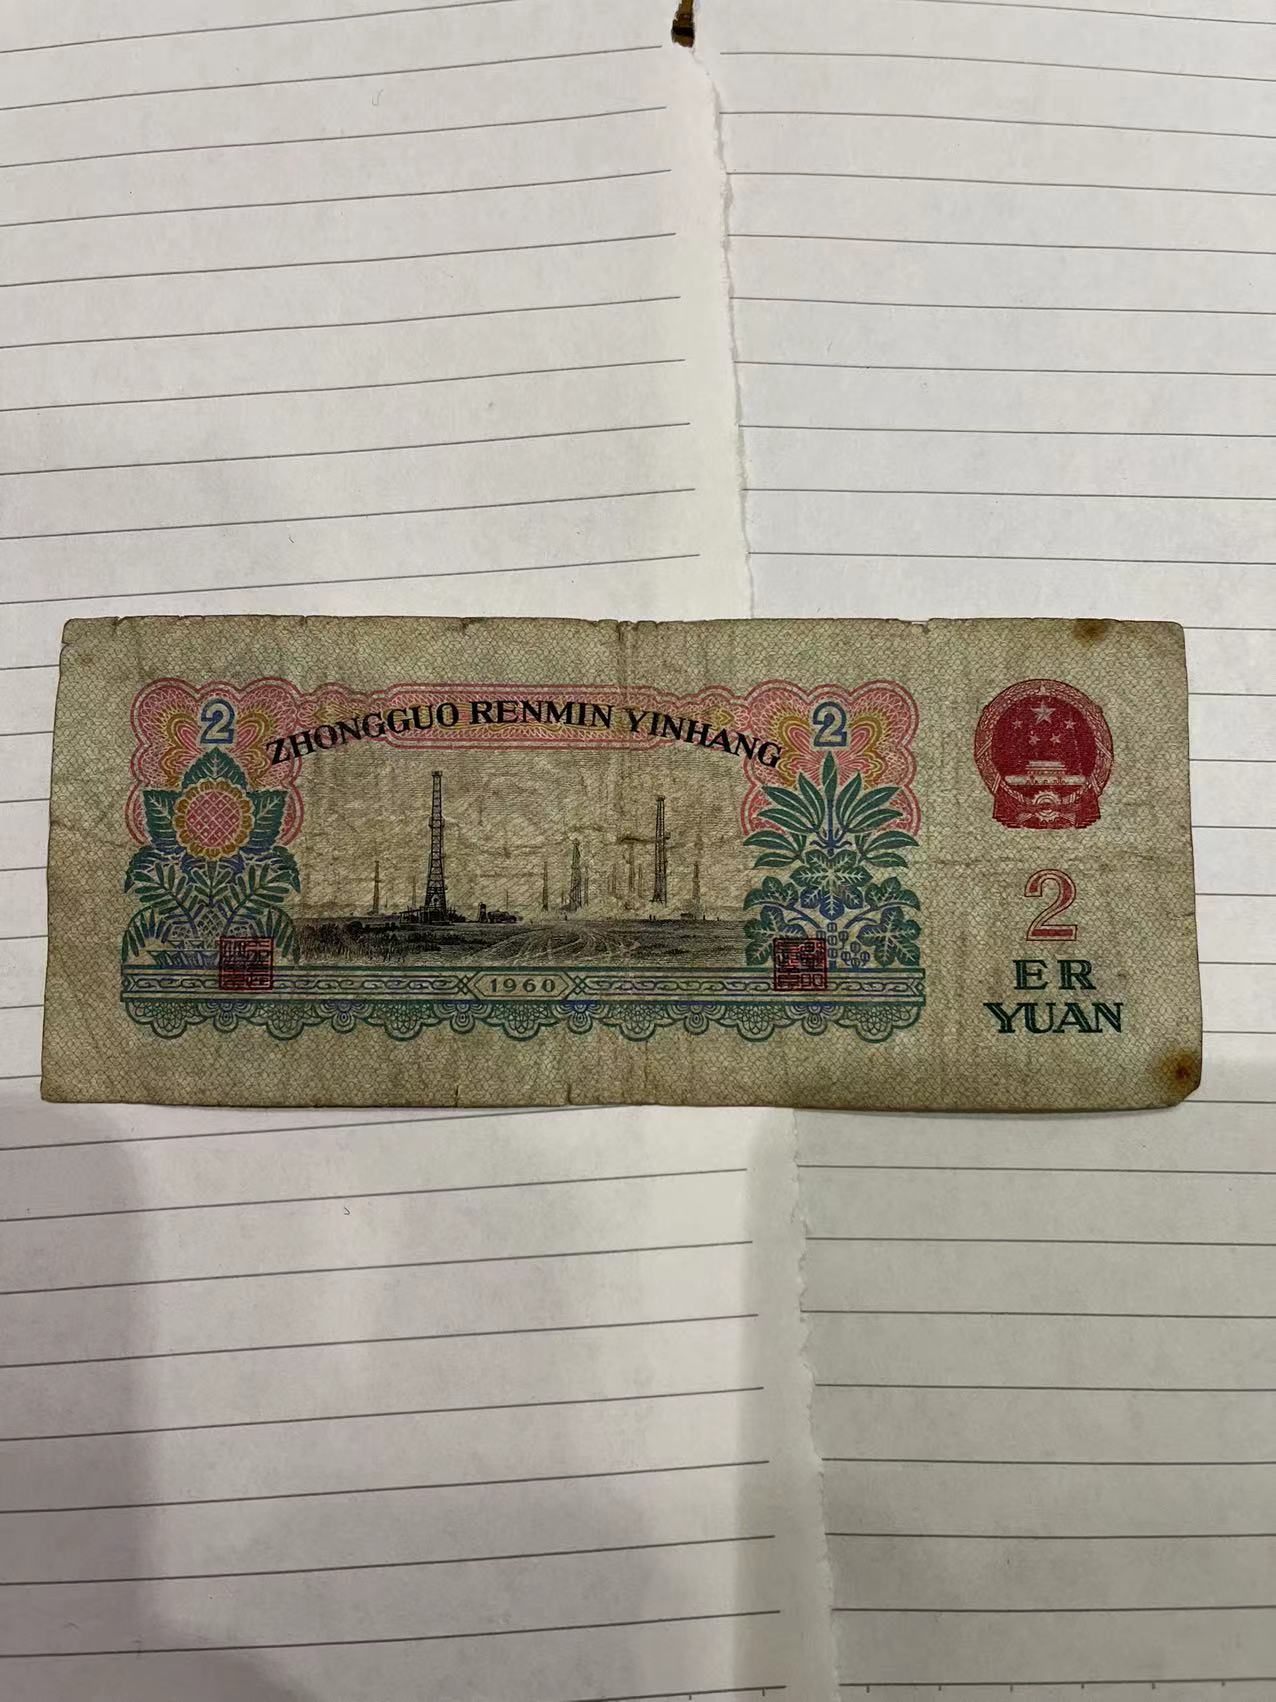 ZHONGGUO RENMIN YINHANG
2
2
1960
2
ER
YUAN